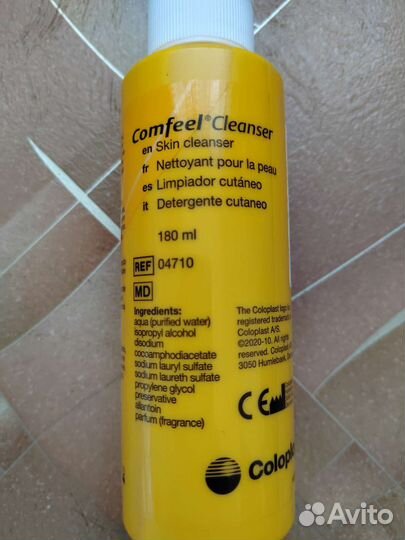 Comfeel® Cleanser
en Skin cleanser
fr Nettoyant pour la peau
es Limpiador cutáneo
it Detergente cutaneo
180 ml
REF 04710
MD
Ingredients:
aqua (purified water)
isopropyl alcohol
disodium
cocoamphodiacetate
sodium lauryl sulfate
sodium laureth sulfate
propylene glycol
preservative
allantoin
parfum (fragrance)
The Coloplast logo
registered trademark
Coloplast A/S.
©2020-10. All rights
reserved. Coloplast
3050 Humlebæk,
CE
Colopl
Avito